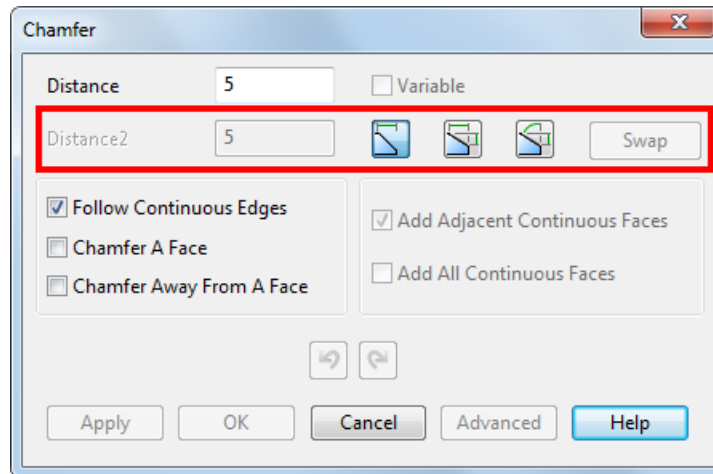 Chamfer
Distance 5 Variable
Distance2 5 Swap
Follow Continuous Edges
Chamfer A Face
Chamfer Away From A Face
Add Adjacent Continuous Faces
Add All Continuous Faces
Apply OK Cancel Advanced Help